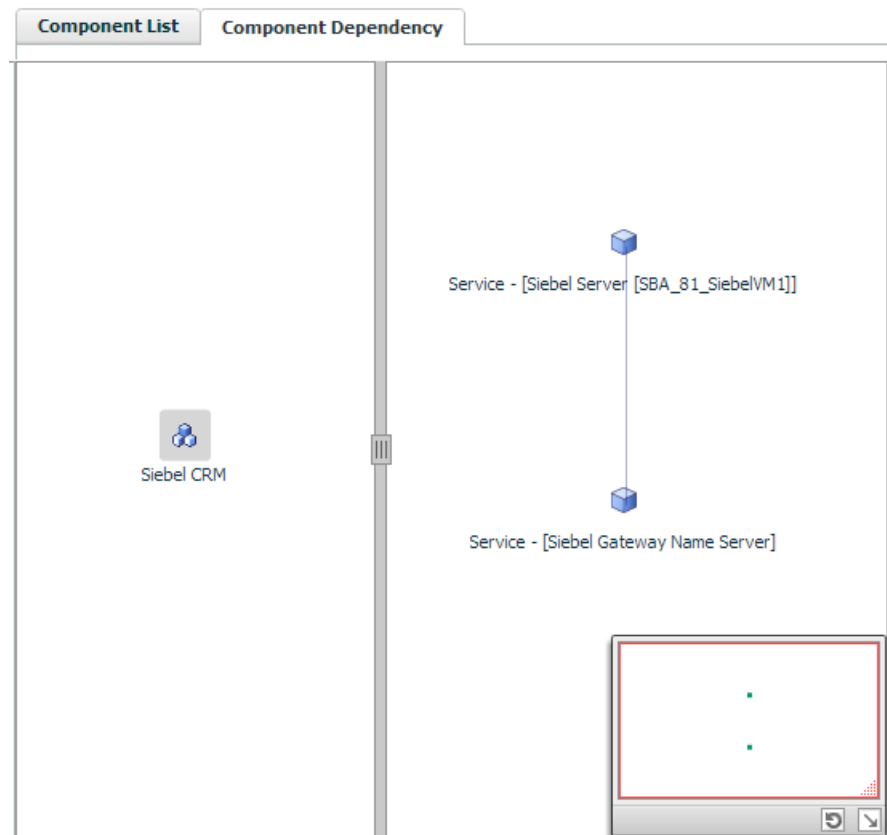 Component List
Component Dependency
Service - [Siebel Server [SBA_81_SiebelVM1]]
Siebel CRM
Service - [Siebel Gateway Name Server]